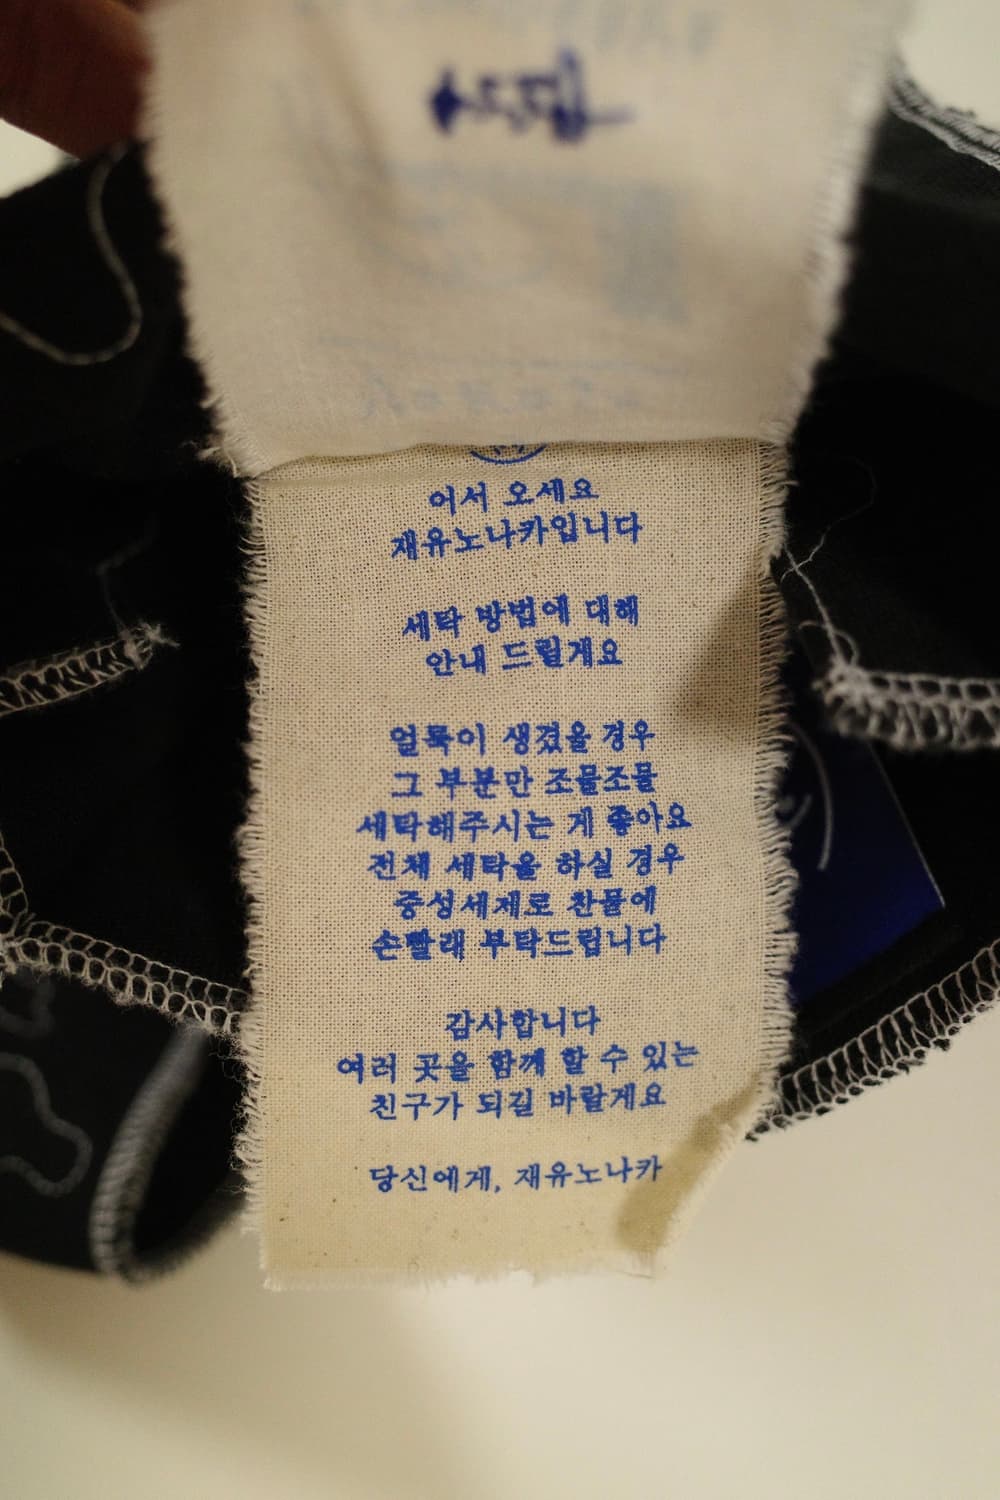 어서 오세요
재유노나카입니다
세탁 방법에 대해
안내 드릴게요
얼룩이 생겼을 경우
그 부분만 조물조물
세탁해주시는 게 좋아요
전체 세탁을 하실 경우
중성세제로 찬물에
손빨래 부탁드립니다
감사합니다
여러 곳을 함께 할 수 있는
친구가 되길 바랄게요
당신에게, 재유노나카